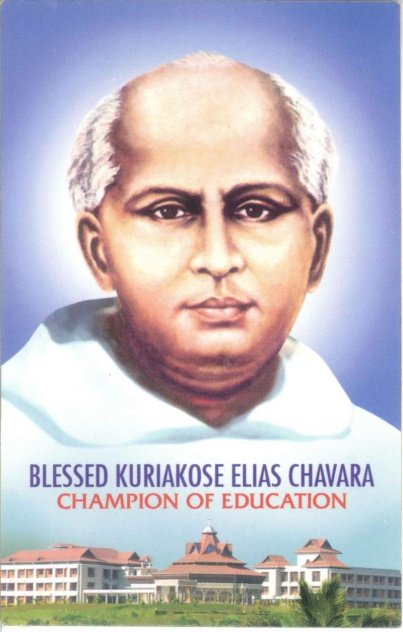 BLESSED KURIAKOSE ELIAS CHAVARA
CHAMPION OF EDUCATION